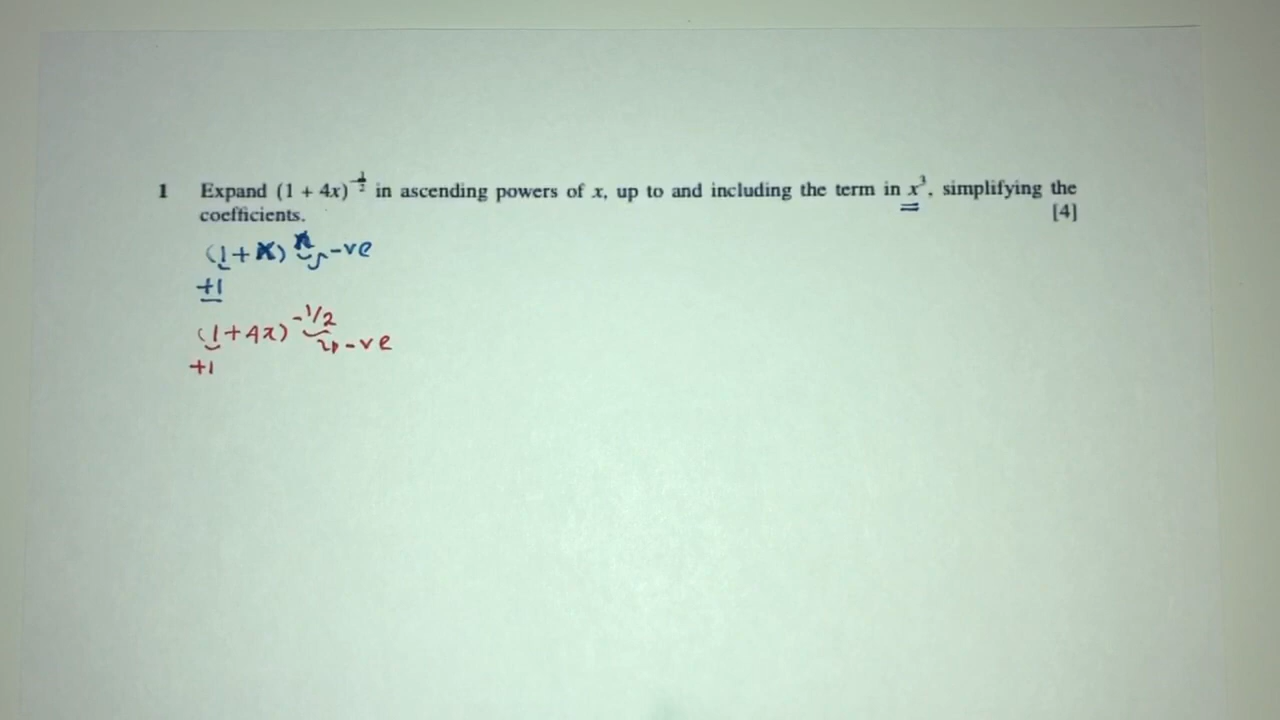 1 Expand (1 + 4x)^{-1/2} in ascending powers of x, up to and including the term in x³, simplifying the
coefficients. [4]
(1+x)ⁿ -ve
+1
(1+4x)^{-1/2} -ve
+1